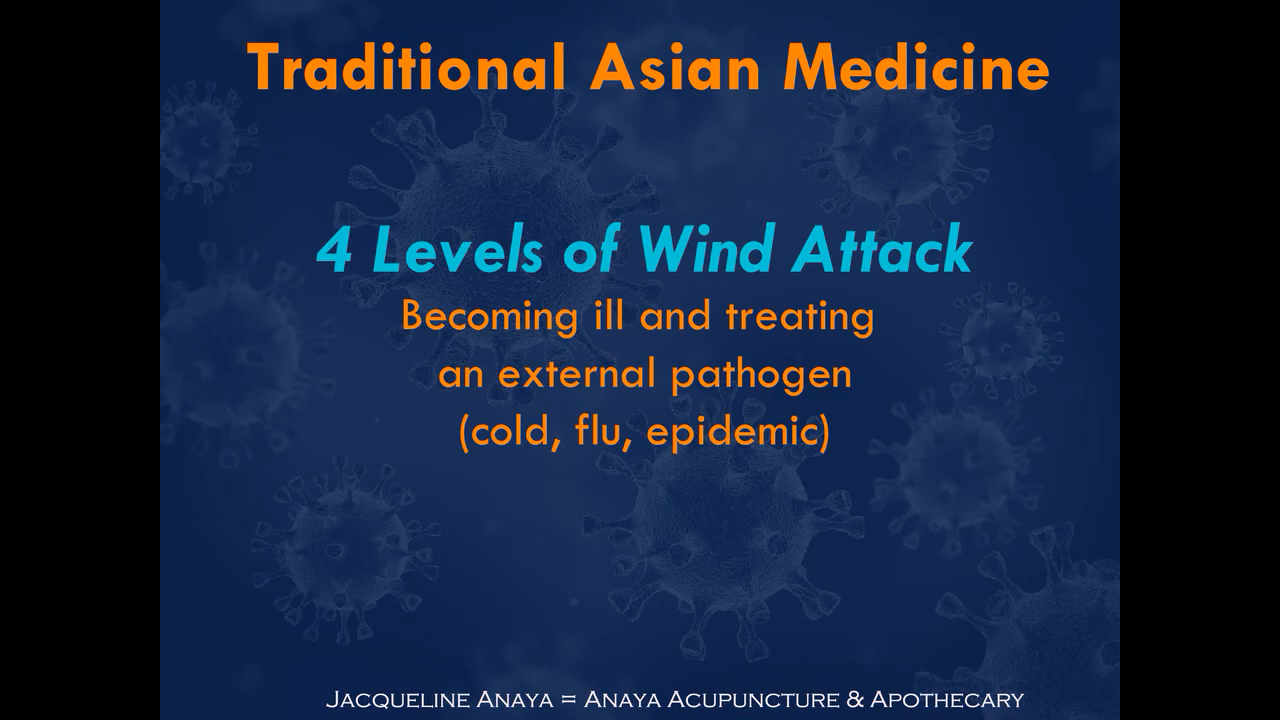 Traditional Asian Medicine
4 Levels of Wind Attack
Becoming ill and treating
an external pathogen
(cold, flu, epidemic)
Jacqueline Anaya = Anaya Acupuncture & Apothecary